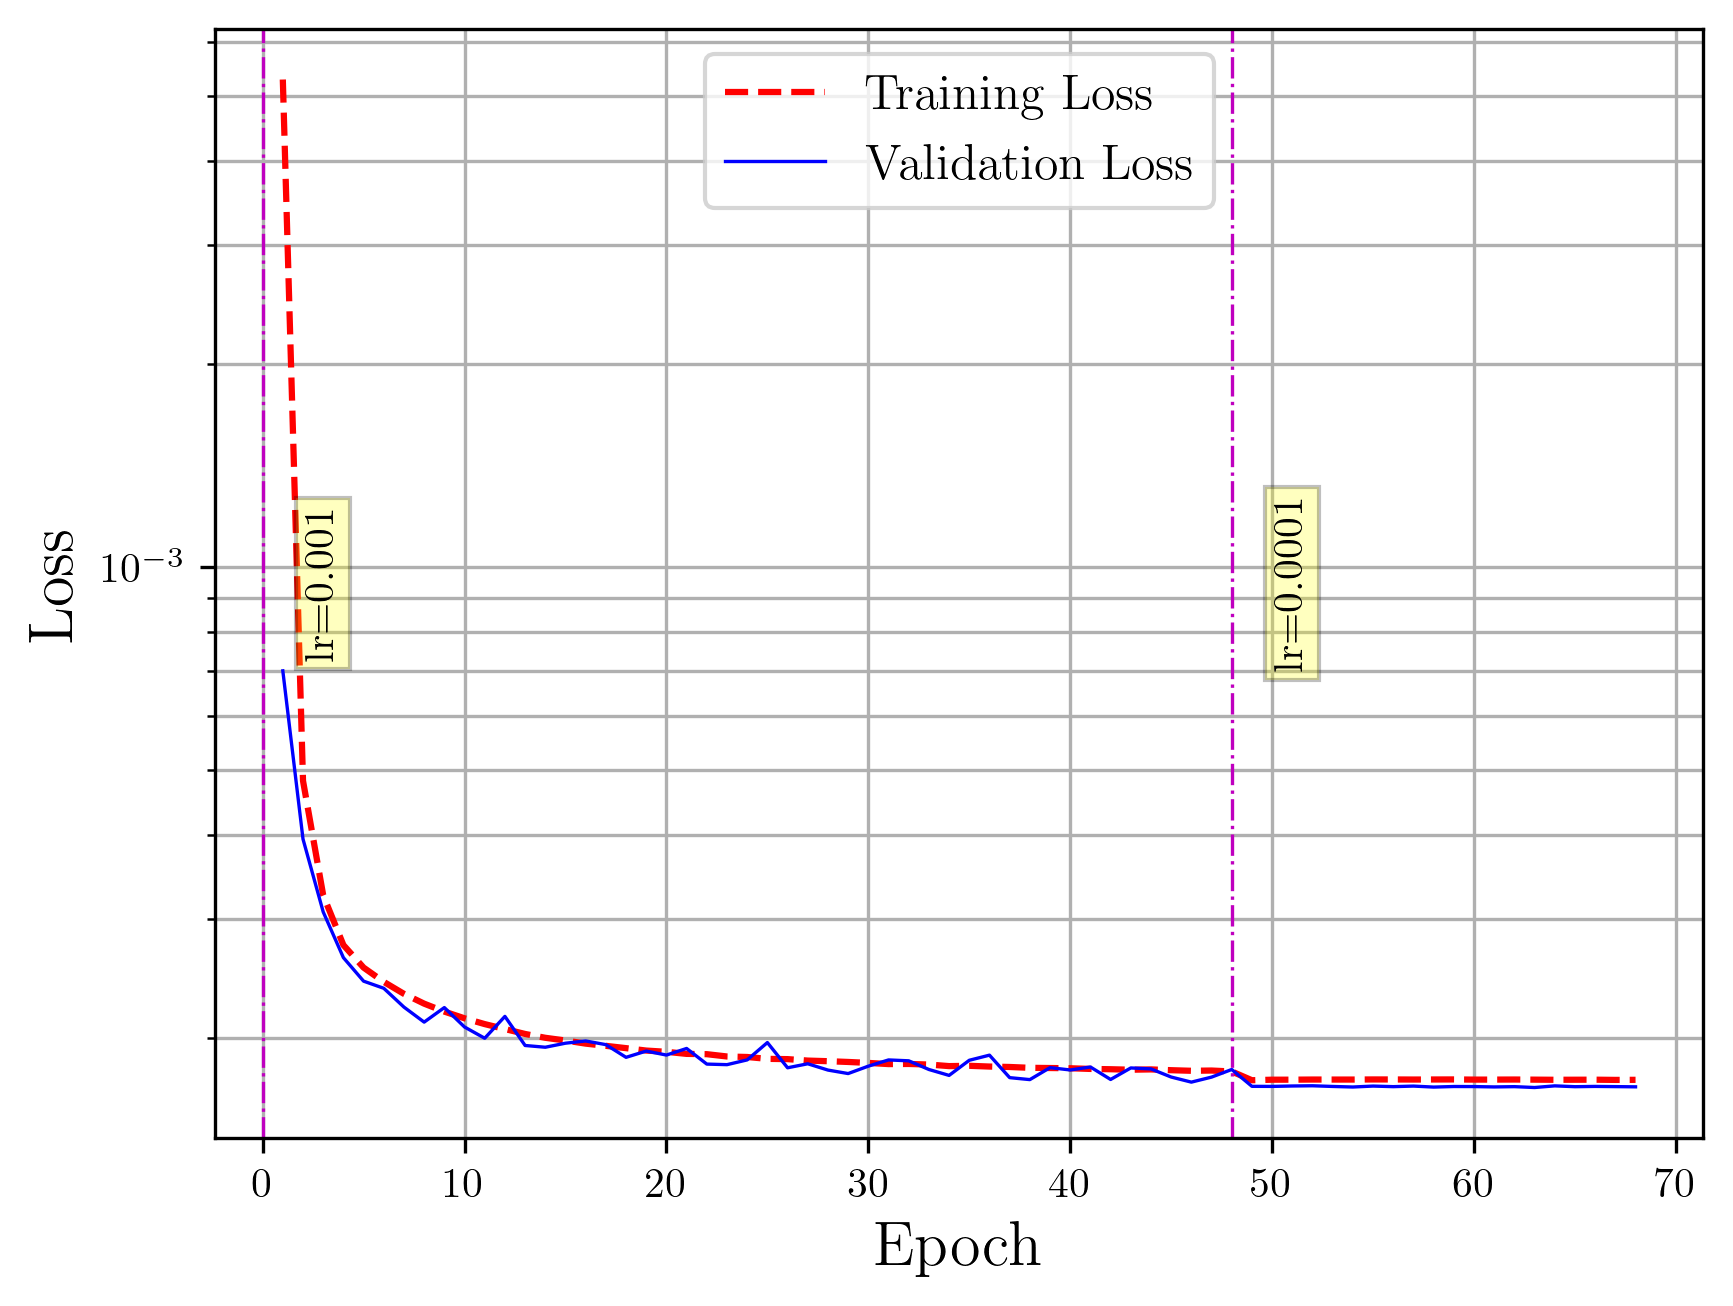 Training Loss
Validation Loss
lr=0.001
lr=0.0001
Loss
10⁻³
0 10 20 30 40 50 60 70
Epoch